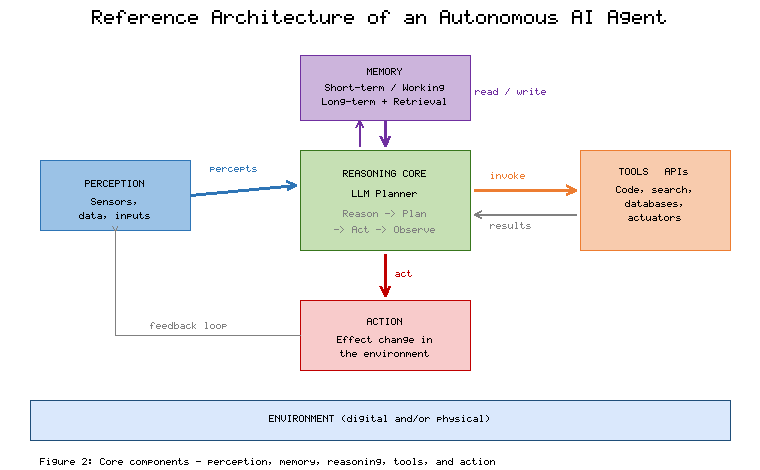 Reference Architecture of an Autonomous AI Agent
MEMORY
Short-term / Working
Long-term + Retrieval
read / write
percepts
PERCEPTION
Sensors,
data, inputs
REASONING CORE
LLM Planner
Reason -> Plan
-> Act -> Observe
invoke
results
TOOLS APIs
Code, search,
databases,
actuators
act
feedback loop
ACTION
Effect change in
the environment
ENVIRONMENT (digital and/or physical)
Figure 2: Core components - perception, memory, reasoning, tools, and action